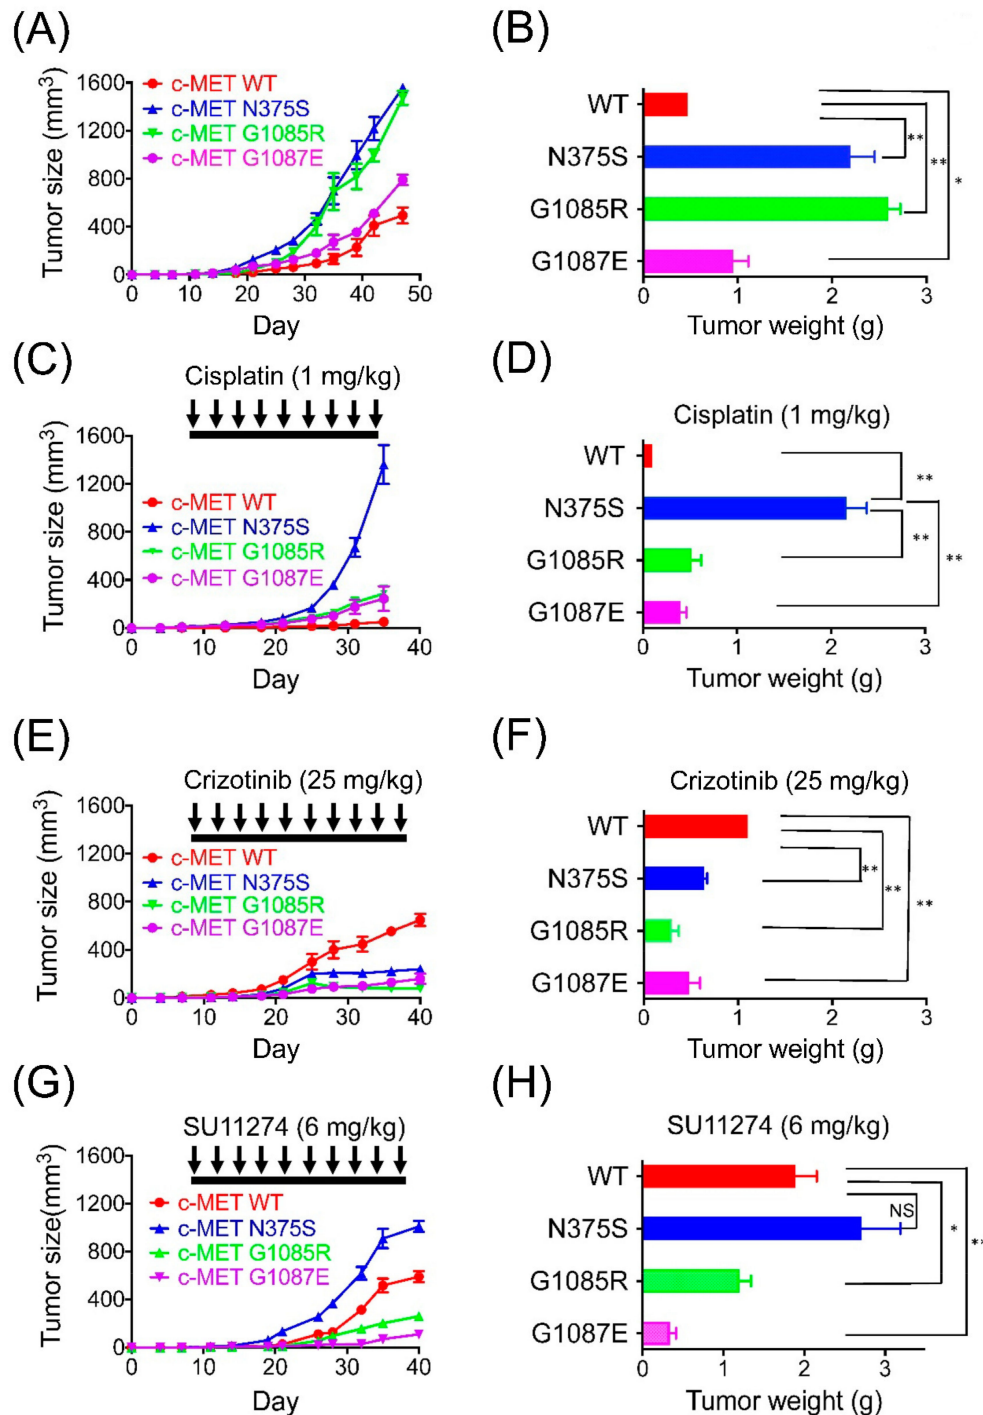 (A)
Tumor size (mm³)
1600
1200
800
400
0
c-MET WT
c-MET N375S
c-MET G1085R
c-MET G1087E
0 10 20 30 40 50
Day
(B)
WT
N375S
G1085R
G1087E
**
**
*
0 1 2 3
Tumor weight (g)
(C)
Cisplatin (1 mg/kg)
Tumor size (mm³)
1600
1200
800
400
0
c-MET WT
c-MET N375S
c-MET G1085R
c-MET G1087E
0 10 20 30 40
Day
(D)
Cisplatin (1 mg/kg)
WT
N375S
G1085R
G1087E
**
**
**
0 1 2 3
Tumor weight (g)
(E)
Crizotinib (25 mg/kg)
Tumor size (mm³)
1600
1200
800
400
0
c-MET WT
c-MET N375S
c-MET G1085R
c-MET G1087E
0 10 20 30 40
Day
(F)
Crizotinib (25 mg/kg)
WT
N375S
G1085R
G1087E
**
**
**
0 1 2 3
Tumor weight (g)
(G)
SU11274 (6 mg/kg)
Tumor size(mm³)
1600
1200
800
400
0
c-MET WT
c-MET N375S
c-MET G1085R
c-MET G1087E
0 10 20 30 40
Day
(H)
SU11274 (6 mg/kg)
WT
N375S
G1085R
G1087E
NS
*
**
0 1 2 3
Tumor weight (g)